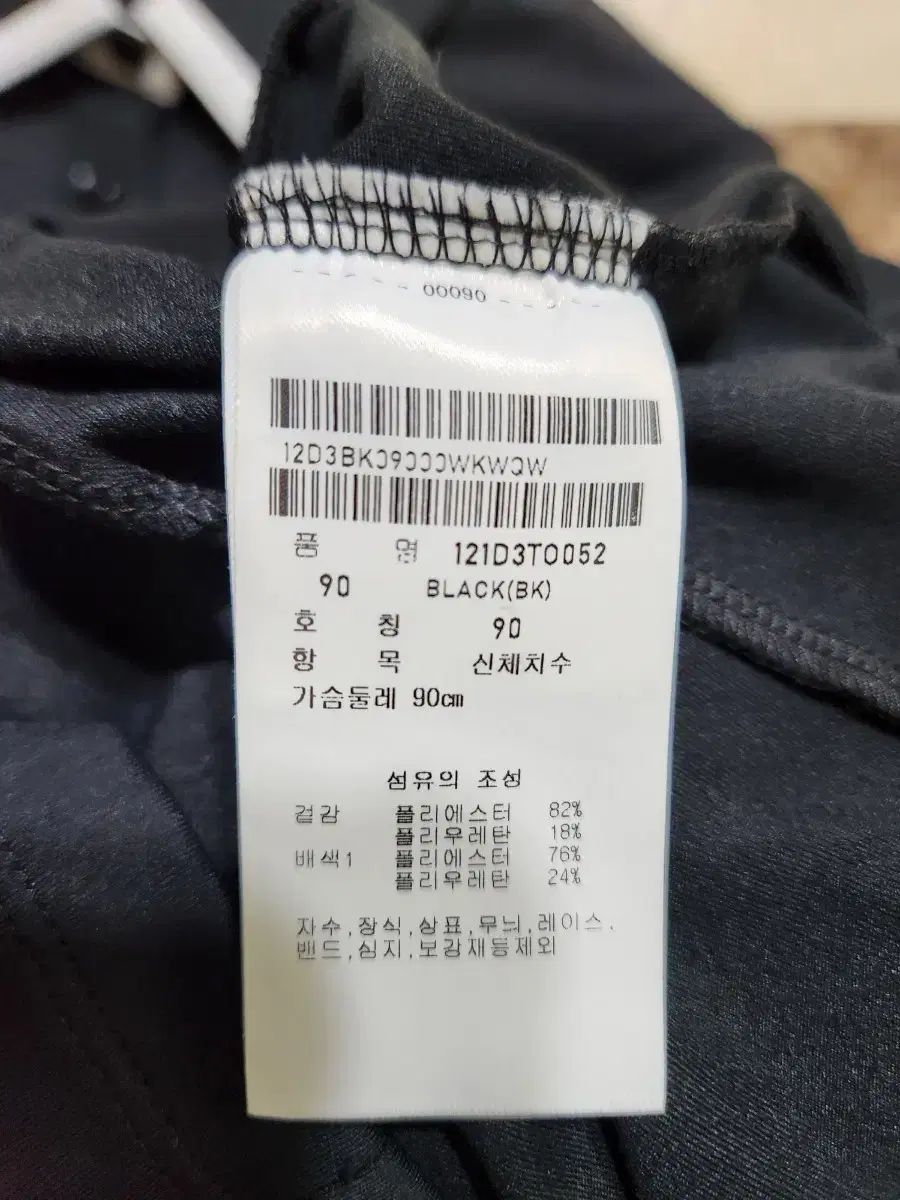 00090
12D3BK09000WKWQW
품 명 121D3TO052
90 BLACK(BK)
호 칭 90
항 목 신체치수
가슴둘레 90㎝
섬유의 조성
겉감 폴리에스터 82%
폴리우레탄 18%
배색1 폴리에스터 76%
폴리우레탄 24%
자수,장식,상표,무늬,레이스,
밴드,심지,보강재등제외